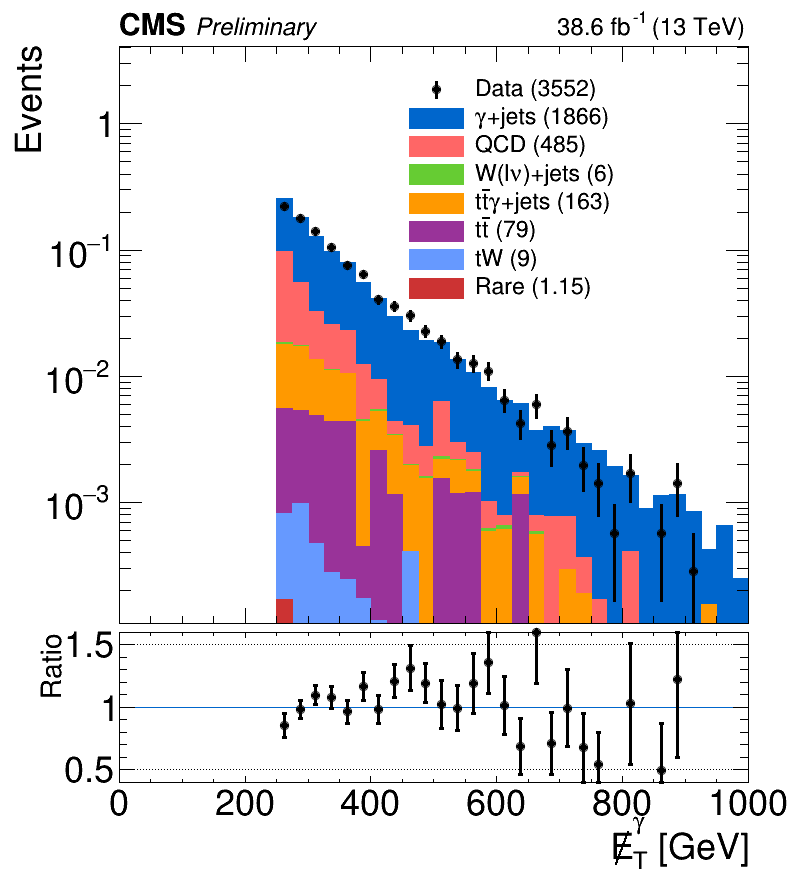 CMS Preliminary 38.6 fb⁻¹ (13 TeV)
Events
1
10⁻¹
10⁻²
10⁻³
Data (3552)
γ+jets (1866)
QCD (485)
W(lν)+jets (6)
tt̄γ+jets (163)
tt̄ (79)
tW (9)
Rare (1.15)
Ratio
1.5
1
0.5
0 200 400 600 800 1000
E̸_T^γ [GeV]